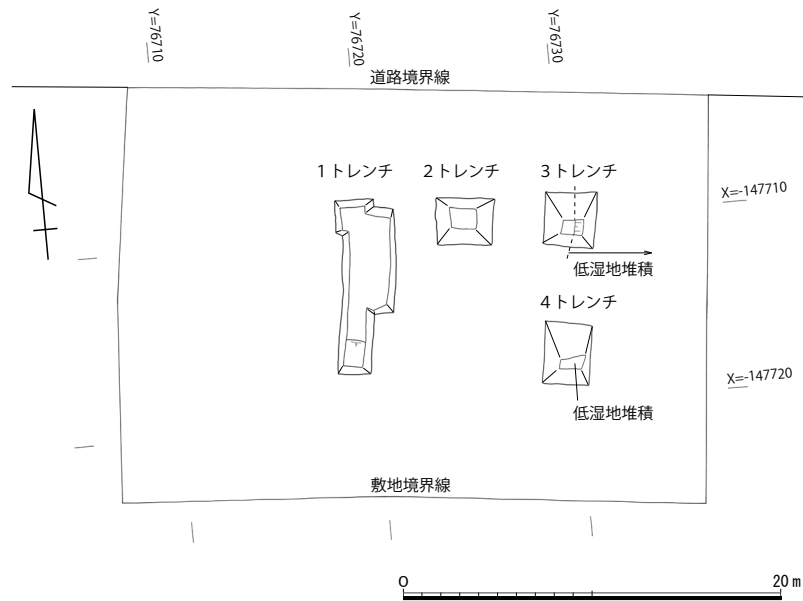 Y=76710
Y=76720
Y=76730
道路境界線
1トレンチ
2トレンチ
3トレンチ
X=-147710
低湿地堆積
4トレンチ
X=-147720
低湿地堆積
敷地境界線
0
20m